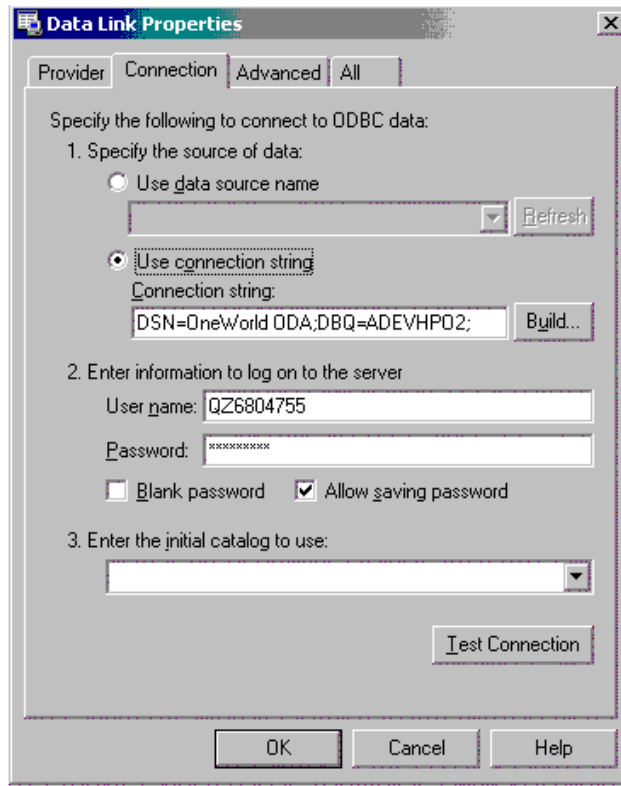 Data Link Properties
Provider Connection Advanced All
Specify the following to connect to ODBC data:
1. Specify the source of data:
Use data source name
Refresh
Use connection string
Connection string:
DSN=OneWorld ODA;DBQ=ADEVHPO2; Build...
2. Enter information to log on to the server
User name: QZ6804755
Password: *********
Blank password Allow saving password
3. Enter the initial catalog to use:
Test Connection
OK Cancel Help